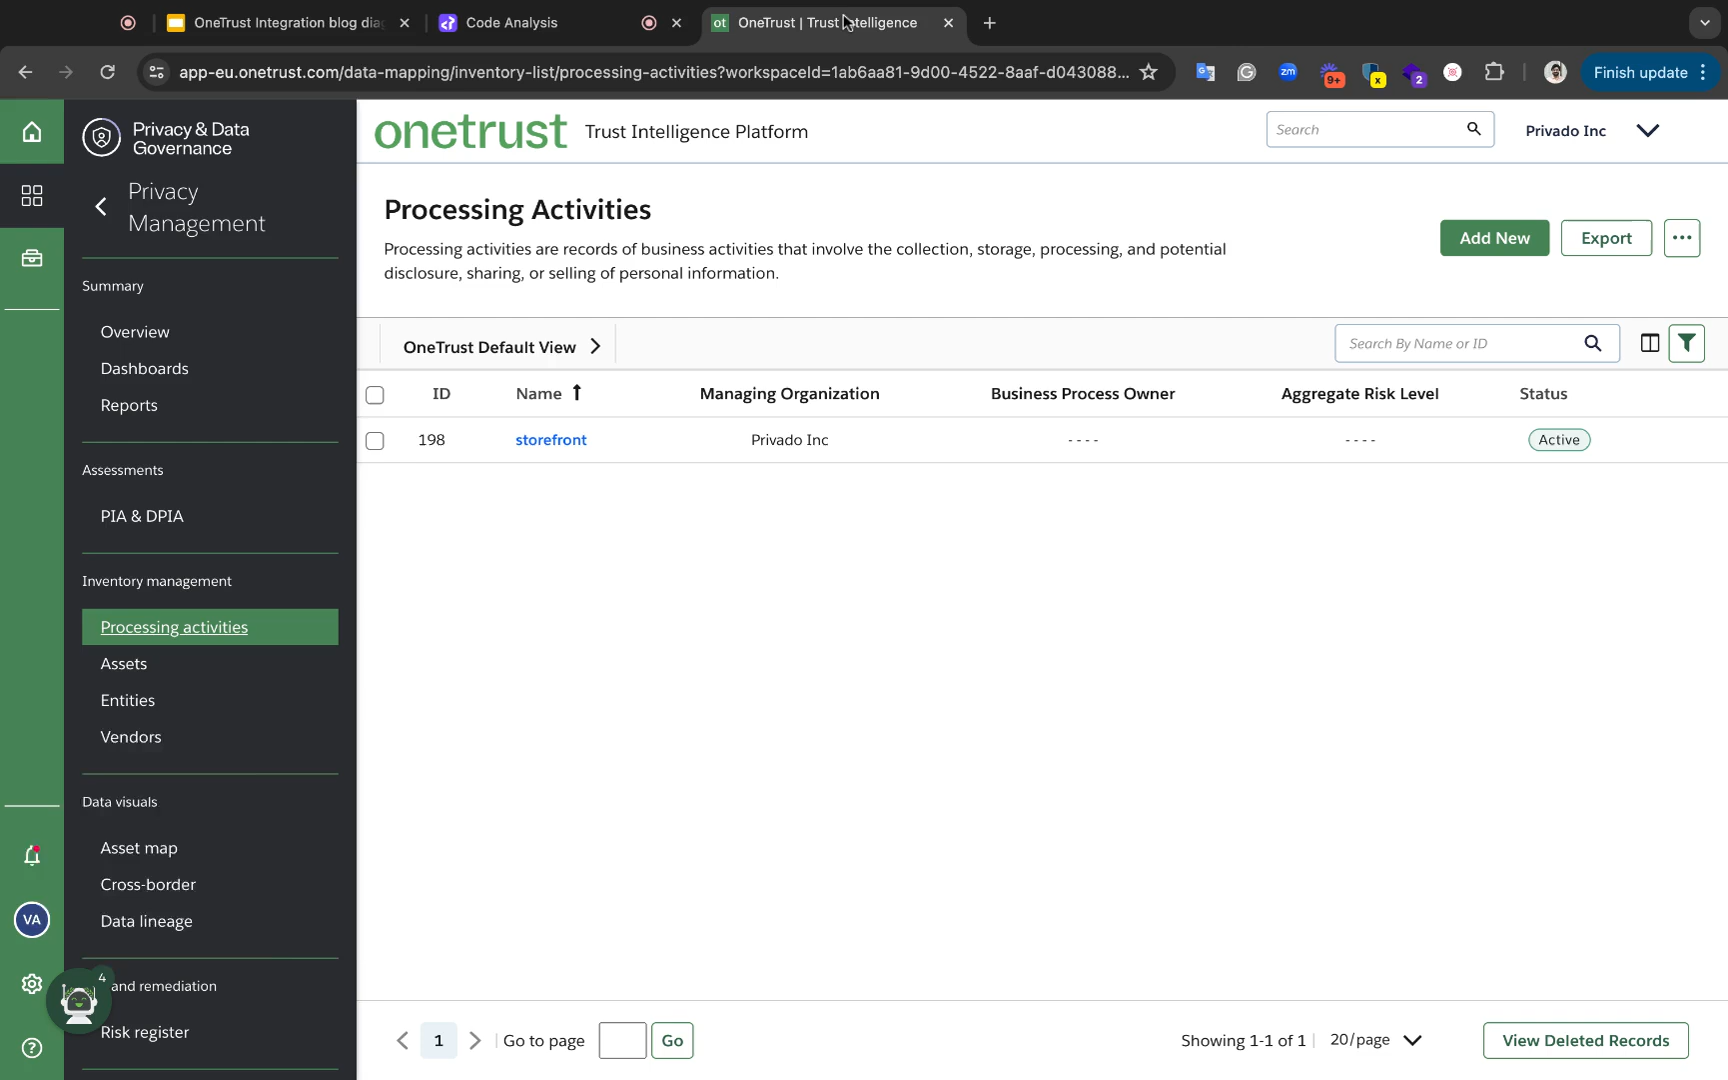 OneTrust Integration blog diag
Code Analysis
ot OneTrust | Trust Intelligence
app-eu.onetrust.com/data-mapping/inventory-list/processing-activities?workspaceId=1ab6aa81-9d00-4522-8aaf-d043088...
zm
9+
x
2
Finish update
Privacy & Data
Governance
Privacy
Management
Summary
Overview
Dashboards
Reports
Assessments
PIA & DPIA
Inventory management
Processing activities
Assets
Entities
Vendors
Data visuals
Asset map
Cross-border
Data lineage
and remediation
Risk register
VA
4
onetrust Trust Intelligence Platform
Search
Privado Inc
Processing Activities
Processing activities are records of business activities that involve the collection, storage, processing, and potential
disclosure, sharing, or selling of personal information.
Add New
Export
OneTrust Default View
Search By Name or ID
ID Name Managing Organization Business Process Owner Aggregate Risk Level Status
198 storefront Privado Inc ---- ---- Active
1 Go to page Go
Showing 1-1 of 1 20/page
View Deleted Records